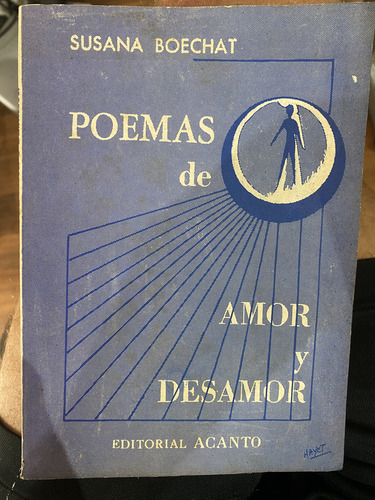 SUSANA BOECHAT
POEMAS
de
AMOR
y
DESAMOR
EDITORIAL ACANTO